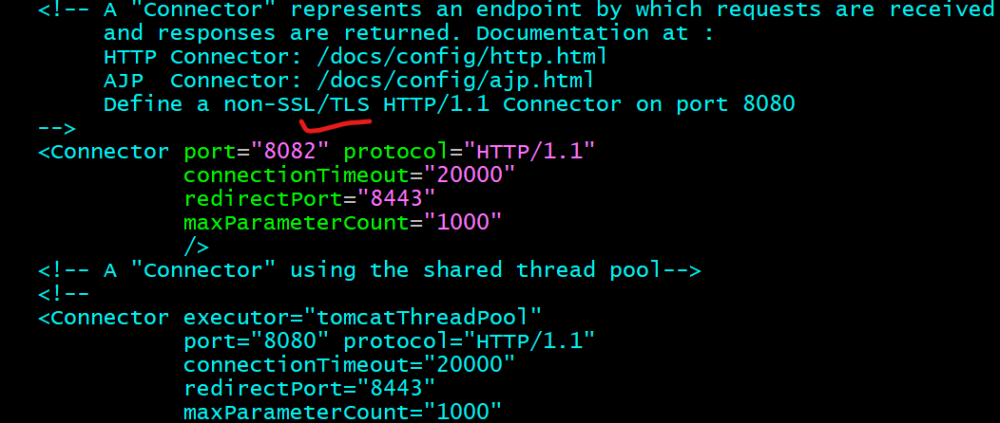 <!-- A "Connector" represents an endpoint by which requests are received
and responses are returned. Documentation at :
HTTP Connector: /docs/config/http.html
AJP  Connector: /docs/config/ajp.html
Define a non-SSL/TLS HTTP/1.1 Connector on port 8080
-->
<Connector port="8082" protocol="HTTP/1.1"
connectionTimeout="20000"
redirectPort="8443"
maxParameterCount="1000"
/>
<!-- A "Connector" using the shared thread pool-->
<!--
<Connector executor="tomcatThreadPool"
port="8080" protocol="HTTP/1.1"
connectionTimeout="20000"
redirectPort="8443"
maxParameterCount="1000"